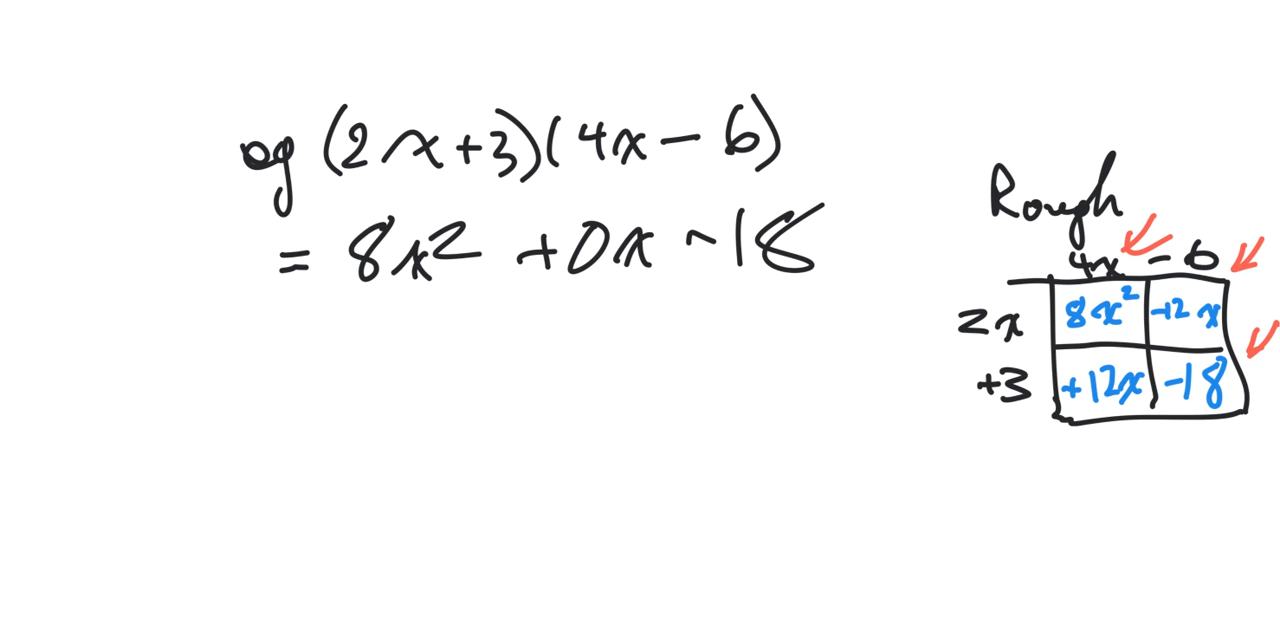 eg (2x+3)(4x - 6)
= 8x² +0x -18
Rough
4x -6
2x 8x² -12x
+3 +12x -18